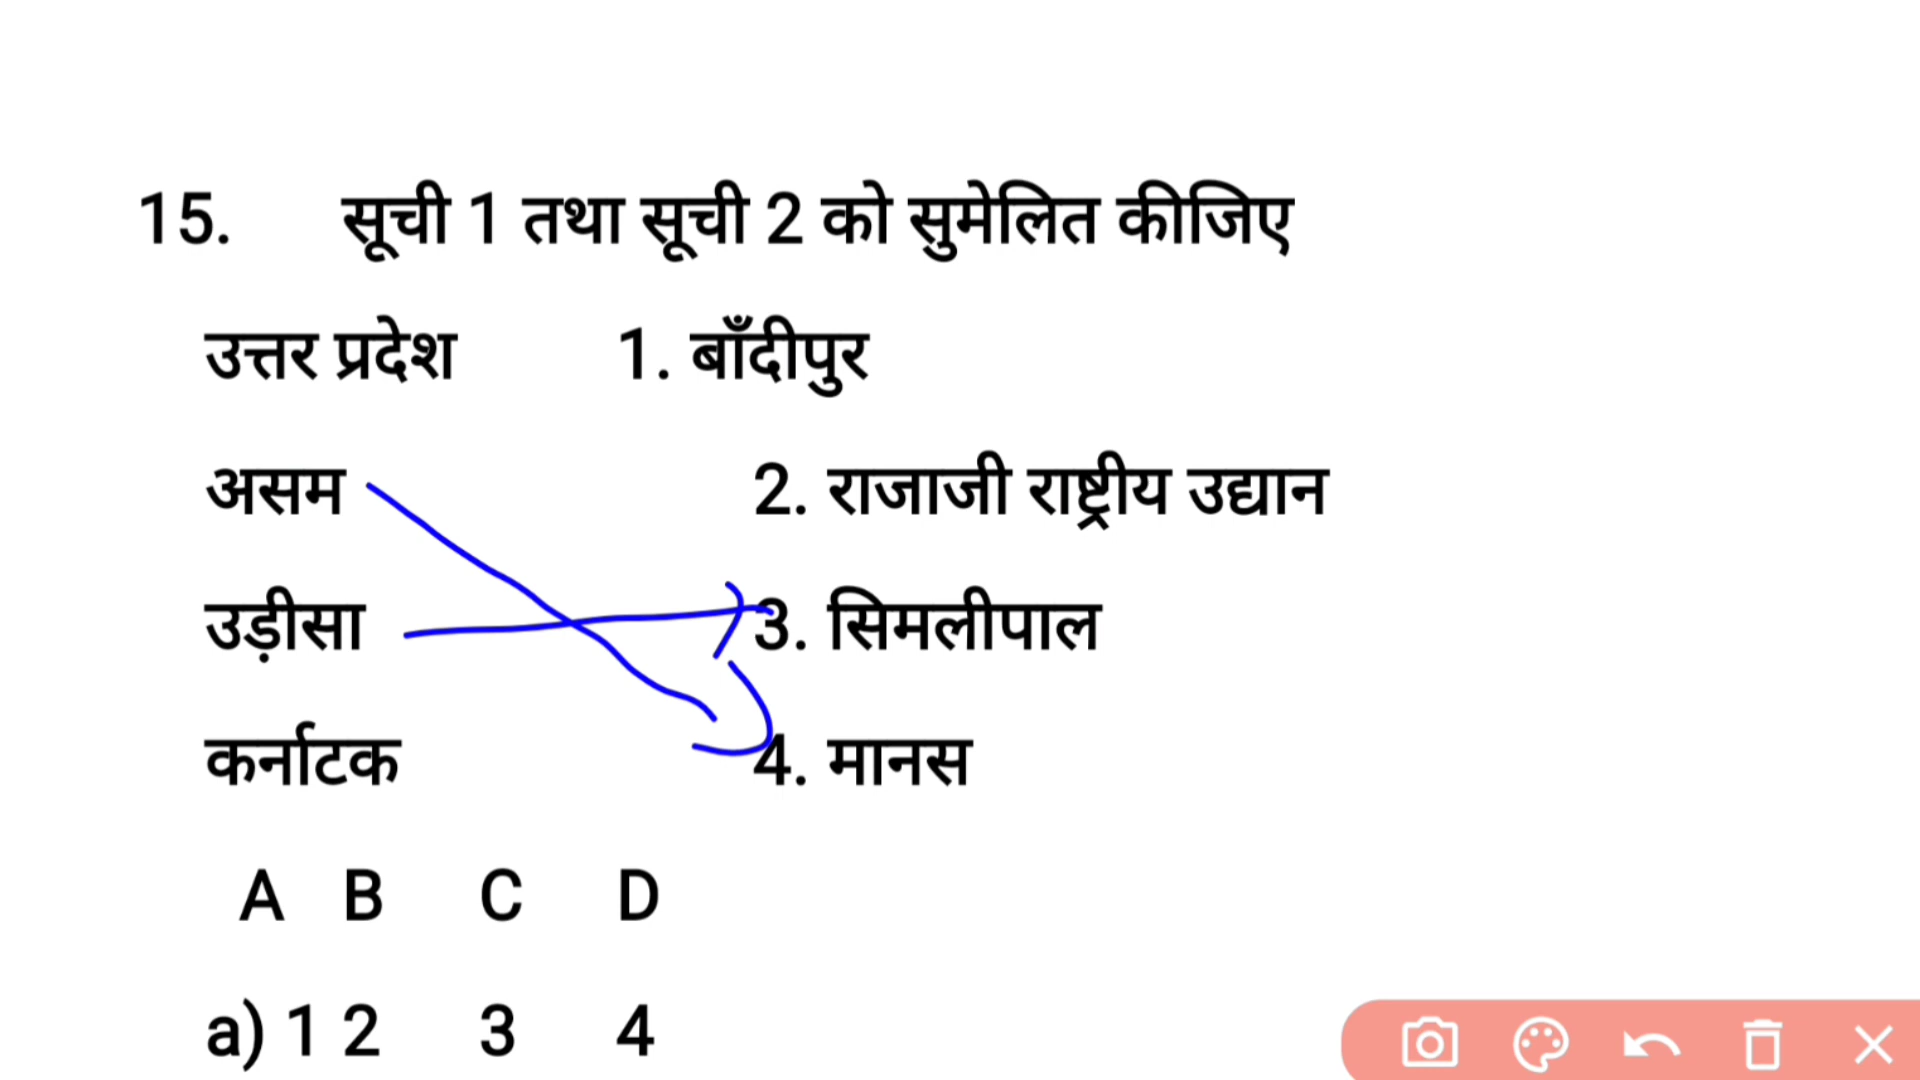 15. सूची 1 तथा सूची 2 को सुमेलित कीजिए
उत्तर प्रदेश 1. बाँदीपुर
असम 2. राजाजी राष्ट्रीय उद्यान
उड़ीसा 3. सिमलीपाल
कर्नाटक 4. मानस
A B C D
a) 1 2 3 4